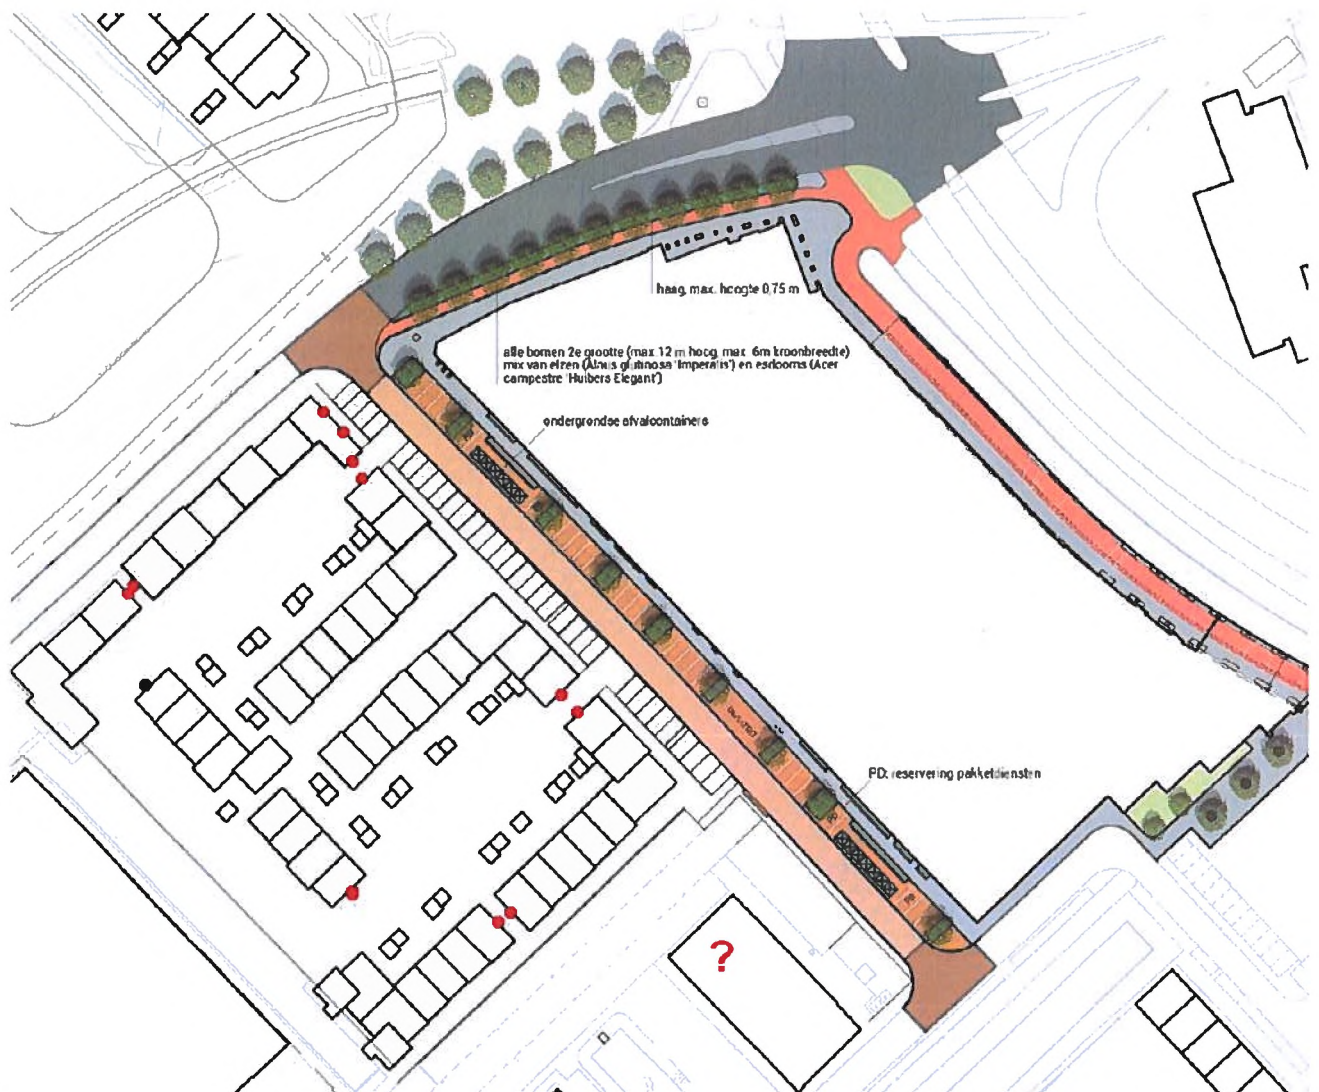 haag, max. hoogte 0,75 m
alle bomen 2e grootte (max. 12 m hoog, max. 6m kroonbreedte)
mix van elzen (Alnus glutinosa 'Imperalis') en esdoorns (Acer
campestre 'Huibers Elegant')
ondergrondse afvalcontainers
PD: reservering pakketdiensten
?